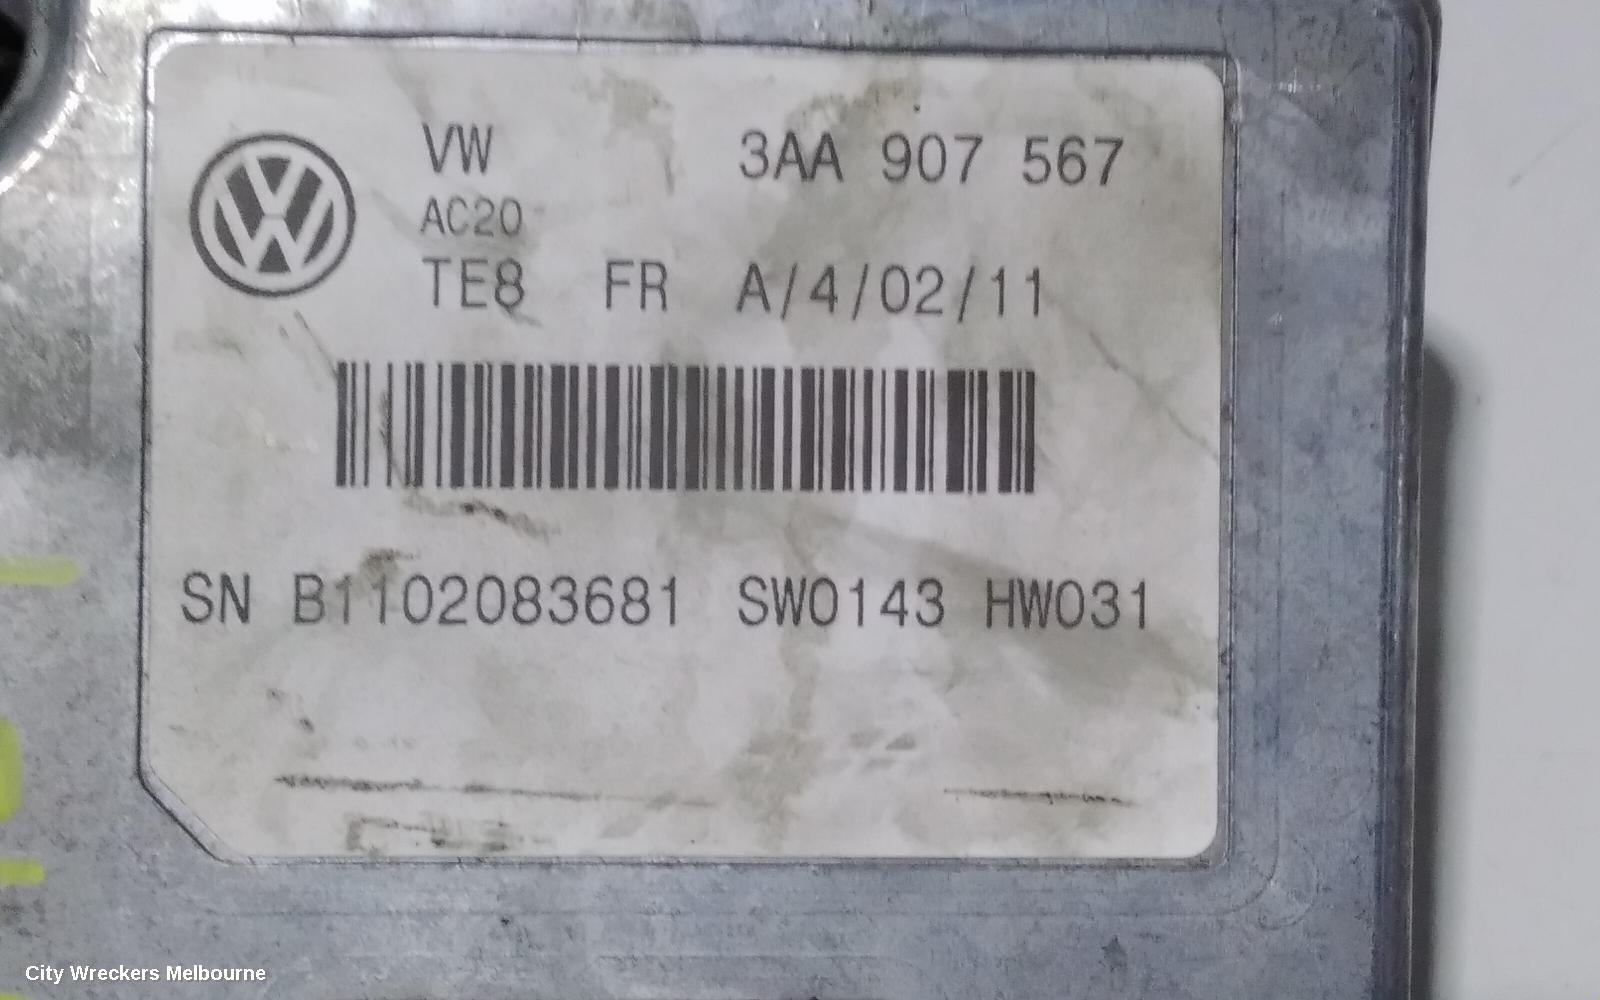 VW 3AA 907 567
AC20
TE8 FR A/4/02/11
SN B1102083681 SW0143 HW031
City Wreckers Melbourne